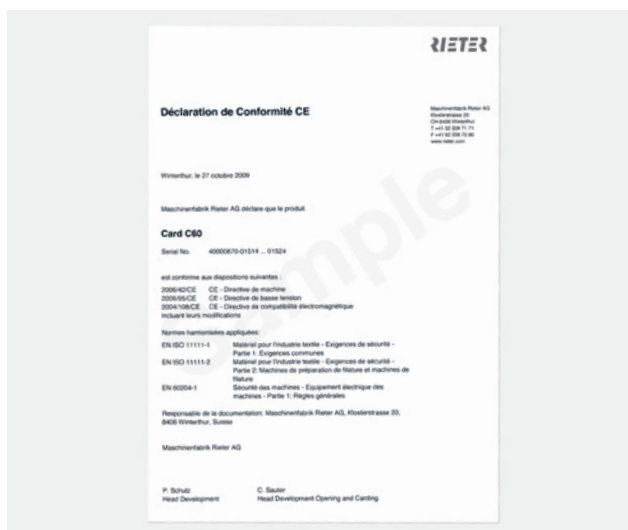 RIETER
Déclaration de Conformité CE
Maschinenfabrik Rieter AG
Klosterstrasse 20
CH-8406 Winterthur
T +41 52 208 71 71
F +41 52 208 70 60
www.rieter.com
Winterthur, le 27 octobre 2009
Maschinenfabrik Rieter AG déclare que le produit
Card C60
Serial No. 40000870-01514 ... 01524
est conforme aux dispositions suivantes :
2006/42/CE CE - Directive de machine
2006/95/CE CE - Directive de basse tension
2004/108/CE CE - Directive de compatibilité électromagnétique
incluant leurs modifications
Normes harmonisées appliquées:
EN ISO 11111-1 Matériel pour l'industrie textile - Exigences de sécurité -
Partie 1: Exigences communes
EN ISO 11111-2 Matériel pour l'industrie textile - Exigences de sécurité -
Partie 2: Machines de préparation de filature et machines de
filature
EN 60204-1 Sécurité des machines - Equipement électrique des
machines - Partie 1: Règles générales
Responsable de la documentation: Maschinenfabrik Rieter AG, Klosterstrasse 20,
8406 Winterthur, Suisse
Maschinenfabrik Rieter AG
P. Schulz C. Sauter
Head Development Head Development Opening and Carding
Sample